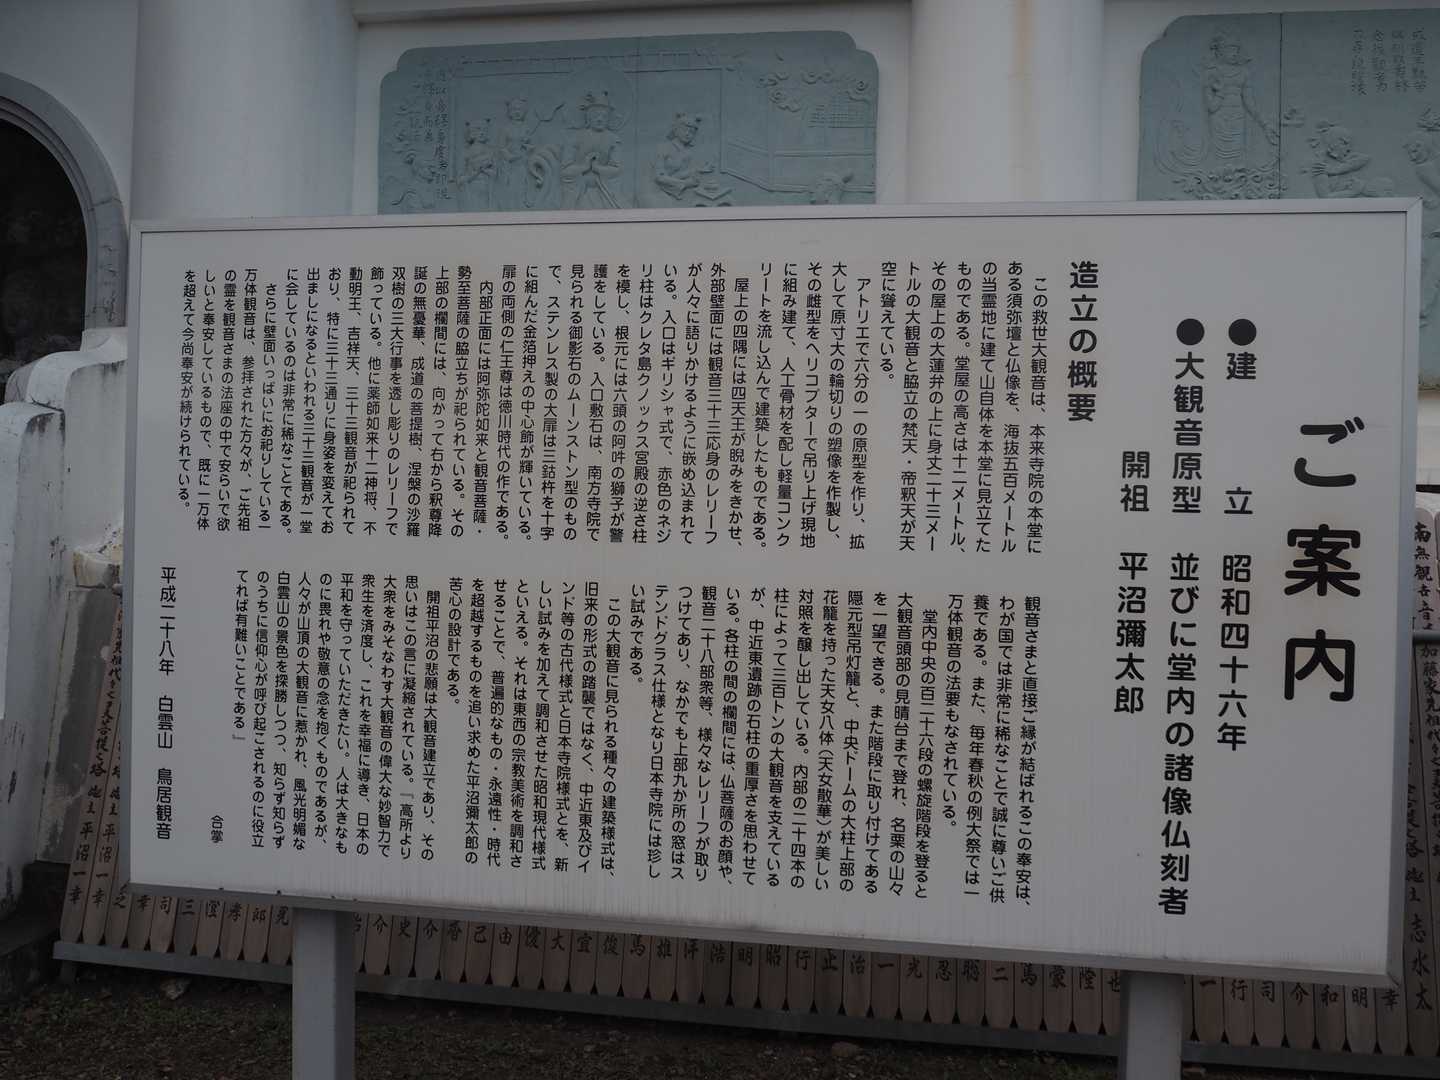 ご案内
●建　立　昭和四十六年
●大観音原型　並びに堂内の諸像仏刻者
開祖　平沼彌太郎
造立の概要
この救世大観音は、本来寺院の本堂に
ある須弥壇と仏像を、海抜五百メートル
の当霊地に建て山自体を本堂に見立てた
ものである。堂屋の高さは十二メートル、
その屋上の大蓮弁の上に身丈二十三メー
トルの大観音と脇立の梵天・帝釈天が天
空に聳えている。
アトリエで六分の一の原型を作り、拡
大して原寸大の輪切りの塑像を作製し、
その雌型をヘリコプターで吊り上げ現地
に組み建て、人工骨材を配し軽量コンク
リートを流し込んで建築したものである。
屋上の四隅には四天王が睨みをきかせ、
外部壁面には観音三十三応身のレリーフ
が人々に語りかけるように嵌め込まれて
いる。入口はギリシャ式で、赤色のネジ
リ柱はクレタ島クノックス宮殿の逆さ柱
を模し、根元には六頭の阿吽の獅子が警
護をしている。入口敷石は、南方寺院で
見られる御影石のムーンストン型のもの
で、ステンレス製の大扉は三鈷杵を十字
に組んだ金箔押えの中心飾が輝いている。
扉の両側の仁王尊は徳川時代の作である。
内部正面には阿弥陀如来と観音菩薩・
勢至菩薩の脇立ちが祀られている。その
上部の欄間には、向かって右から釈尊降
誕の無憂華、成道の菩提樹、涅槃の沙羅
双樹の三大行事を透し彫りのレリーフで
飾っている。他に薬師如来十二神将、不
動明王、吉祥天、三十三観音が祀られて
おり、特に三十三通りに身姿を変えてお
出ましになるといわれる三十三観音が一堂
に会しているのは非常に稀なことである。
さらに壁面いっぱいにお祀りしている一
万体観音は、参拝された方々が、ご先祖
の霊を観音さまの法座の中で安らいで欲
しいと奉安しているもので、既に一万体
を超えて今尚奉安が続けられている。
観音さまと直接ご縁が結ばれるこの奉安は、
わが国では非常に稀なことで誠に尊いご供
養である。また、毎年春秋の例大祭では一
万体観音の法要もなされている。
堂内中央の百二十六段の螺旋階段を登ると
大観音頭部の見晴台まで登れ、名栗の山々
を一望できる。また階段に取り付けてある
隠元型吊灯籠と、中央ドームの大柱上部の
花籠を持った天女八体（天女散華）が美しい
対照を醸し出している。内部の二十四本の
柱によって三百トンの大観音を支えている
が、中近東遺跡の石柱の重厚さを思わせて
いる。各柱の間の欄間には、仏菩薩のお顔や、
観音二十八部衆等、様々なレリーフが取り
つけてあり、なかでも上部九か所の窓はス
テンドグラス仕様となり日本寺院には珍し
い試みである。
この大観音に見られる種々の建築様式は、
旧来の形式の踏襲ではなく、中近東及びイ
ンド等の古代様式と日本寺院様式とを、新
しい試みを加えて調和させた昭和現代様式
といえる。それは東西の宗教美術を調和さ
せることで、普遍的なもの・永遠性・時代
を超越するものを追い求めた平沼彌太郎の
苦心の設計である。
開祖平沼の悲願は大観音建立であり、その
思いはこの言に凝縮されている。『高所より
大衆をみそなわす大観音の偉大な妙智力で
衆生を済度し、これを幸福に導き、日本の
平和を守っていただきたい。人は大きなも
のに畏れや敬意の念を抱くものであるが、
人々が山頂の大観音に惹かれ、風光明媚な
白雲山の景色を探勝しつつ、知らず知らず
のうちに信仰心が呼び起こされるのに役立
てれば有難いことである』
合掌
平成二十八年　白雲山　鳥居観音